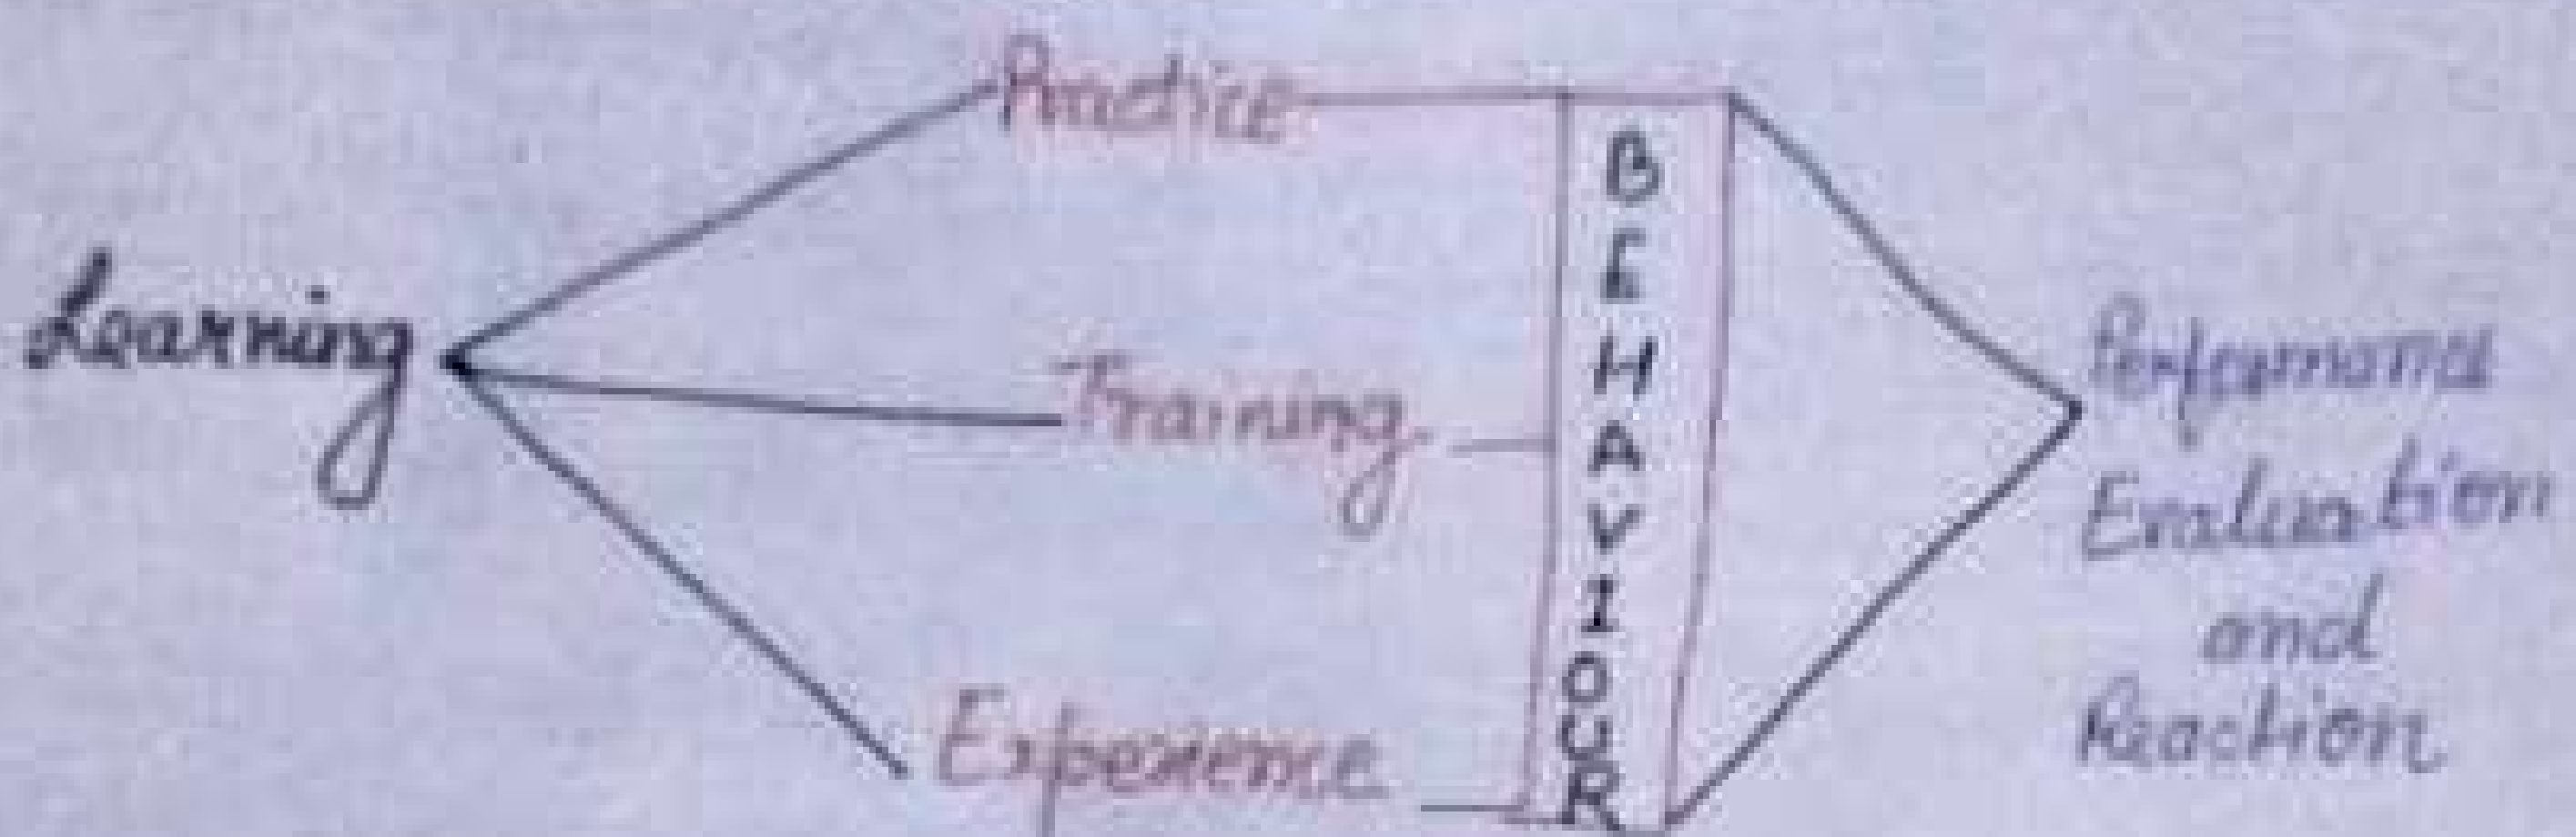 Learning
Practice
Training
Experience
BEHAVIOUR
Performance
Evaluation
and
Reaction